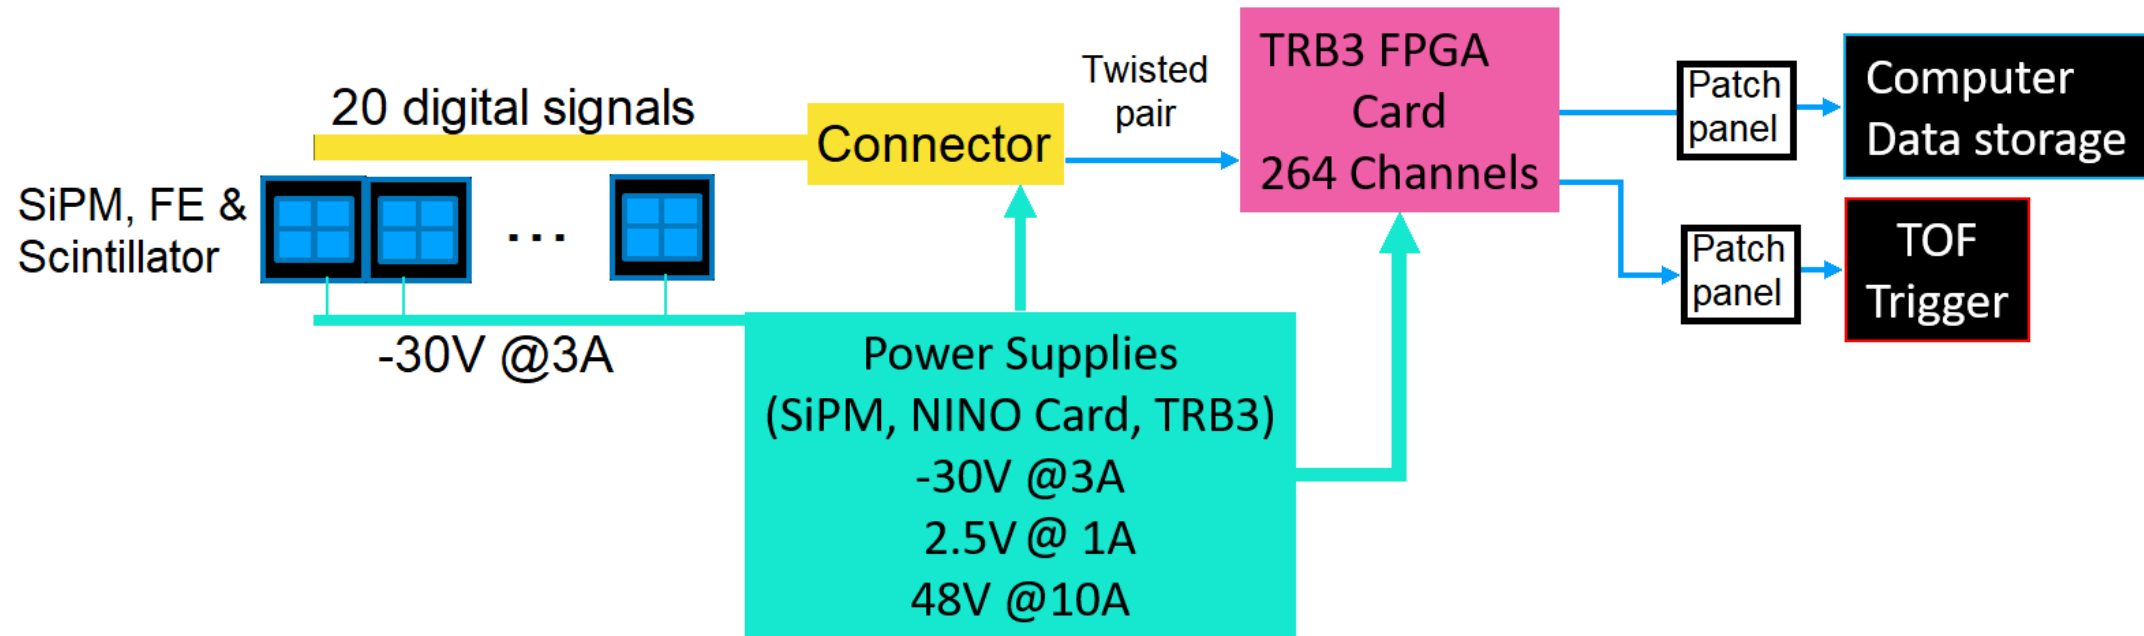 20 digital signals
Connector
SiPM, FE &
Scintillator
...
-30V @3A
Twisted
pair
TRB3 FPGA
Card
264 Channels
Patch
panel
Computer
Data storage
Patch
panel
TOF
Trigger
Power Supplies
(SiPM, NINO Card, TRB3)
-30V @3A
2.5V @ 1A
48V @10A